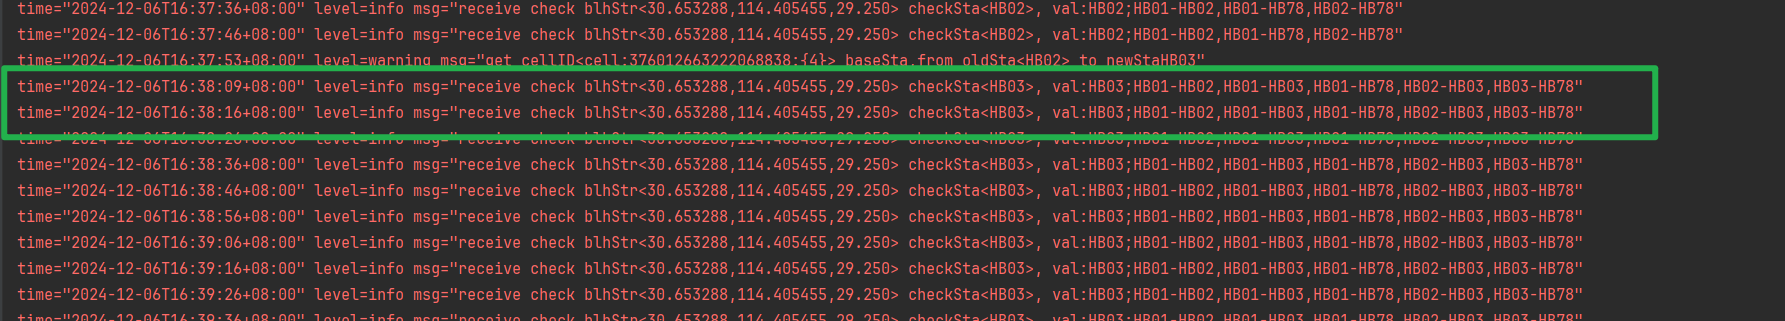 time="2024-12-06T16:37:36+08:00" level=info msg="receive check blhStr<30.653288,114.405455,29.250> checkSta<HB02>, val:HB02;HB01-HB02,HB01-HB78,HB02-HB78"
time="2024-12-06T16:37:46+08:00" level=info msg="receive check blhStr<30.653288,114.405455,29.250> checkSta<HB02>, val:HB02;HB01-HB02,HB01-HB78,HB02-HB78"
time="2024-12-06T16:37:53+08:00" level=warning msg="get cellID<cell:376012663222068838:{4}> baseSta,from oldSta<HB02> to newStaHB03"
time="2024-12-06T16:38:09+08:00" level=info msg="receive check blhStr<30.653288,114.405455,29.250> checkSta<HB03>, val:HB03;HB01-HB02,HB01-HB03,HB01-HB78,HB02-HB03,HB03-HB78"
time="2024-12-06T16:38:16+08:00" level=info msg="receive check blhStr<30.653288,114.405455,29.250> checkSta<HB03>, val:HB03;HB01-HB02,HB01-HB03,HB01-HB78,HB02-HB03,HB03-HB78"
time="2024-12-06T16:38:26+08:00" level=info msg="receive check blhStr<30.653288,114.405455,29.250> checkSta<HB03>, val:HB03;HB01-HB02,HB01-HB03,HB01-HB78,HB02-HB03,HB03-HB78"
time="2024-12-06T16:38:36+08:00" level=info msg="receive check blhStr<30.653288,114.405455,29.250> checkSta<HB03>, val:HB03;HB01-HB02,HB01-HB03,HB01-HB78,HB02-HB03,HB03-HB78"
time="2024-12-06T16:38:46+08:00" level=info msg="receive check blhStr<30.653288,114.405455,29.250> checkSta<HB03>, val:HB03;HB01-HB02,HB01-HB03,HB01-HB78,HB02-HB03,HB03-HB78"
time="2024-12-06T16:38:56+08:00" level=info msg="receive check blhStr<30.653288,114.405455,29.250> checkSta<HB03>, val:HB03;HB01-HB02,HB01-HB03,HB01-HB78,HB02-HB03,HB03-HB78"
time="2024-12-06T16:39:06+08:00" level=info msg="receive check blhStr<30.653288,114.405455,29.250> checkSta<HB03>, val:HB03;HB01-HB02,HB01-HB03,HB01-HB78,HB02-HB03,HB03-HB78"
time="2024-12-06T16:39:16+08:00" level=info msg="receive check blhStr<30.653288,114.405455,29.250> checkSta<HB03>, val:HB03;HB01-HB02,HB01-HB03,HB01-HB78,HB02-HB03,HB03-HB78"
time="2024-12-06T16:39:26+08:00" level=info msg="receive check blhStr<30.653288,114.405455,29.250> checkSta<HB03>, val:HB03;HB01-HB02,HB01-HB03,HB01-HB78,HB02-HB03,HB03-HB78"
time="2024-12-06T16:39:36+08:00" level=info msg="receive check blhStr<30.653288,114.405455,29.250> checkSta<HB03>, val:HB03;HB01-HB02,HB01-HB03,HB01-HB78,HB02-HB03,HB03-HB78"